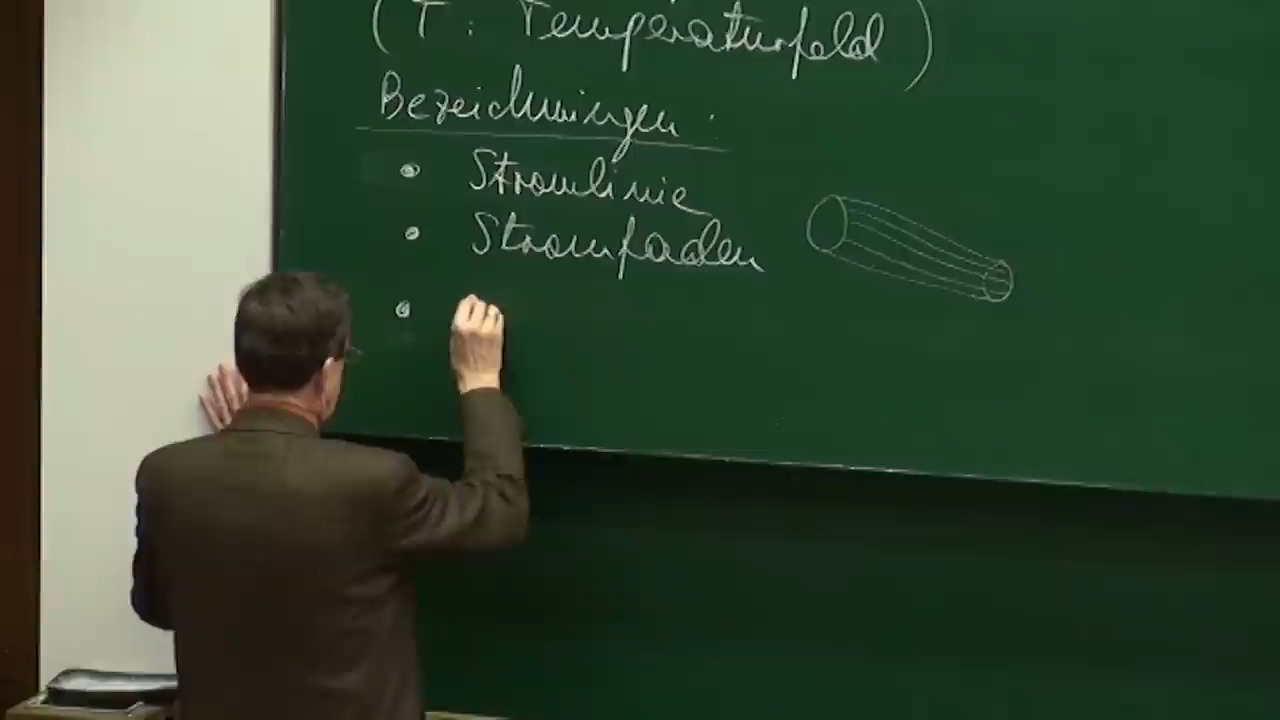 (T: Temperaturfeld)
Bezeichnungen:
• Stromlinie
• Stromfaden
•